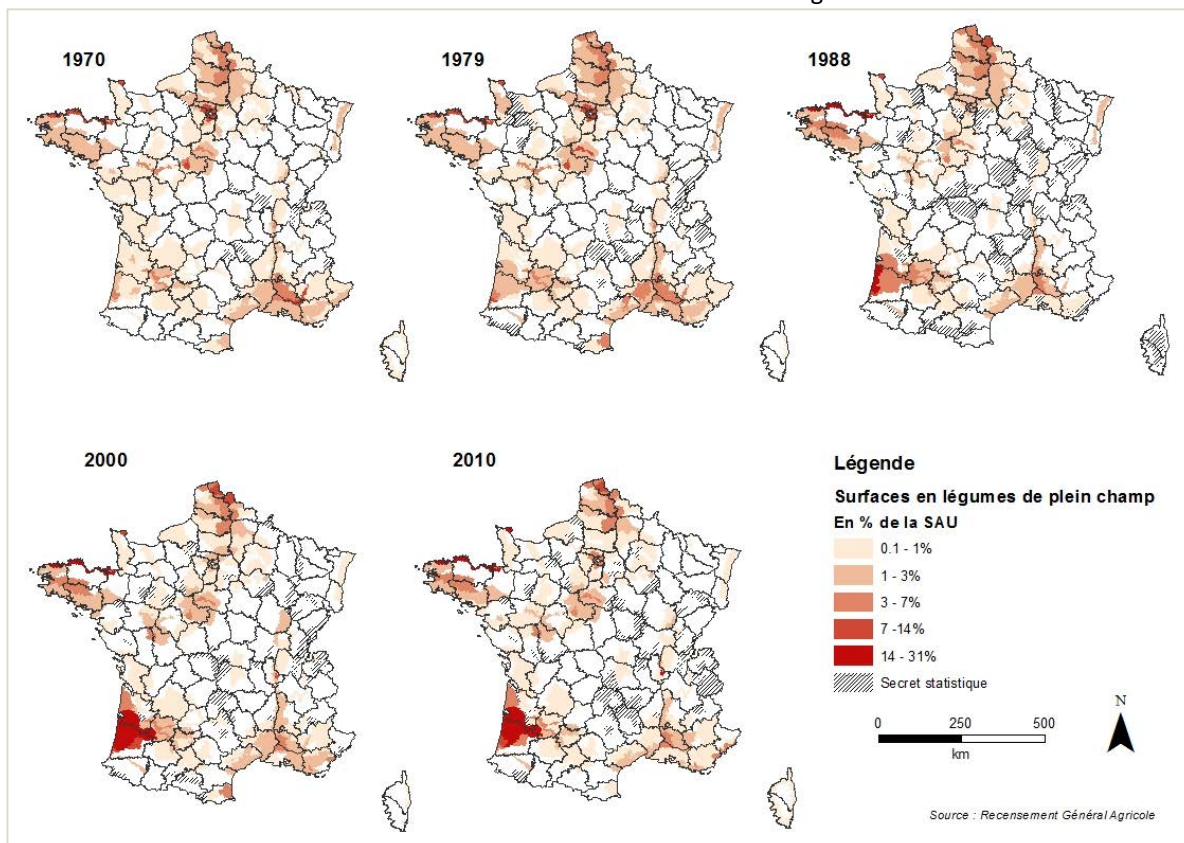 1970
1979
1988
2000
2010
Légende
Surfaces en légumes de plein champ
En % de la SAU
0.1 - 1%
1 - 3%
3 - 7%
7 -14%
14 - 31%
Secret statistique
0 250 500
km
N
Source : Recensement Général Agricole